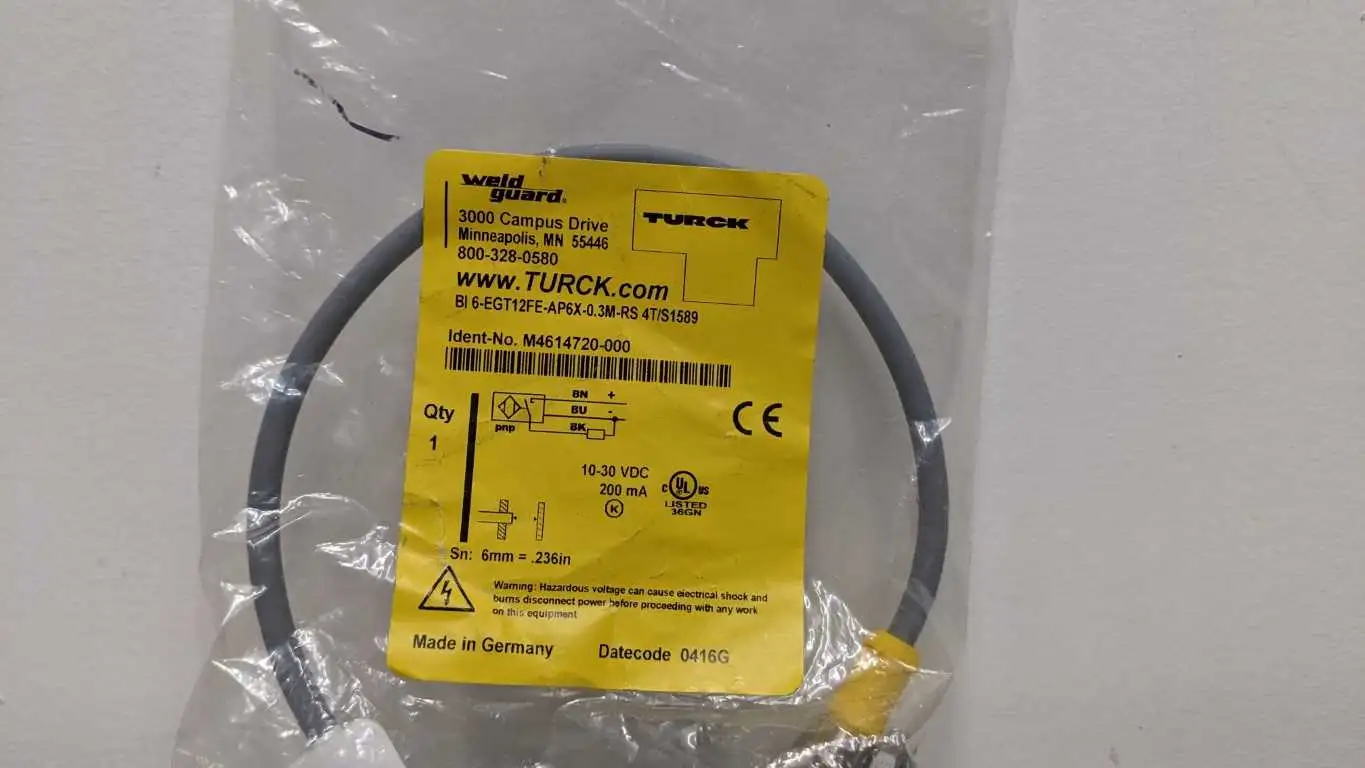 weld
guard®
TURCK
3000 Campus Drive
Minneapolis, MN 55446
800-328-0580
www.TURCK.com
BI 6-EGT12FE-AP6X-0.3M-RS 4T/S1589
Ident-No. M4614720-000
BN +
BU -
BK
pnp
Qty
1
CE
10-30 VDC
200 mA
K
C UL US
LISTED
36GN
Sn: 6mm = .236in
Warning: Hazardous voltage can cause electrical shock and
burns disconnect power before proceeding with any work
on this equipment
Made in Germany Datecode 0416G